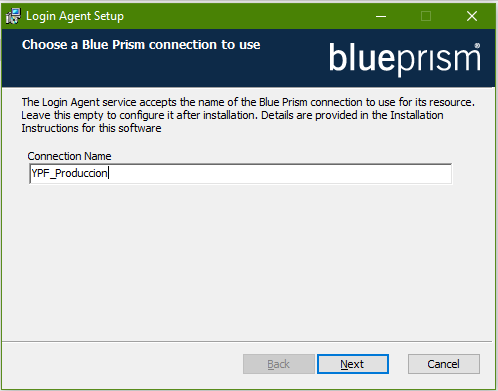 Login Agent Setup
Choose a Blue Prism connection to use
blueprism®
The Login Agent service accepts the name of the Blue Prism connection to use for its resource.
Leave this empty to configure it after installation. Details are provided in the Installation
Instructions for this software
Connection Name
YPF_Produccion
Back Next Cancel